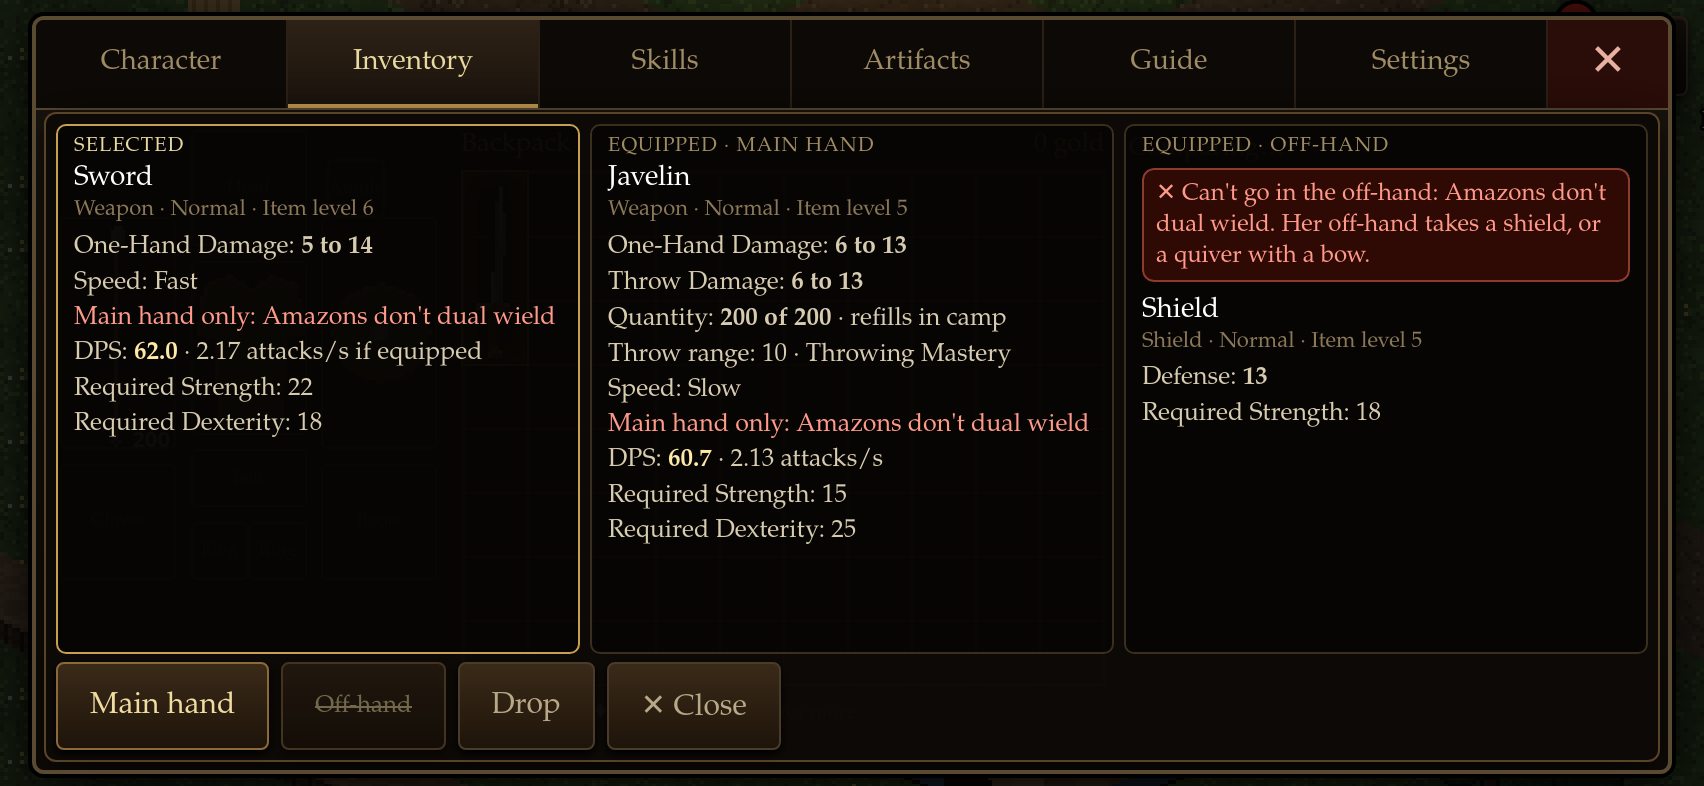 Character
Inventory
Skills
Artifacts
Guide
Settings
✕
SELECTED
Sword
Weapon · Normal · Item level 6
One-Hand Damage: 5 to 14
Speed: Fast
Main hand only: Amazons don't dual wield
DPS: 62.0 · 2.17 attacks/s if equipped
Required Strength: 22
Required Dexterity: 18
200
Backpack
0 gold
EQUIPPED · MAIN HAND
Javelin
Weapon · Normal · Item level 5
One-Hand Damage: 6 to 13
Throw Damage: 6 to 13
Quantity: 200 of 200 · refills in camp
Throw range: 10 · Throwing Mastery
Speed: Slow
Main hand only: Amazons don't dual wield
DPS: 60.7 · 2.13 attacks/s
Required Strength: 15
Required Dexterity: 25
EQUIPPED · OFF-HAND
✕ Can't go in the off-hand: Amazons don't
dual wield. Her off-hand takes a shield, or
a quiver with a bow.
Shield
Shield · Normal · Item level 5
Defense: 13
Required Strength: 18
Main hand
Off-hand
Drop
✕ Close